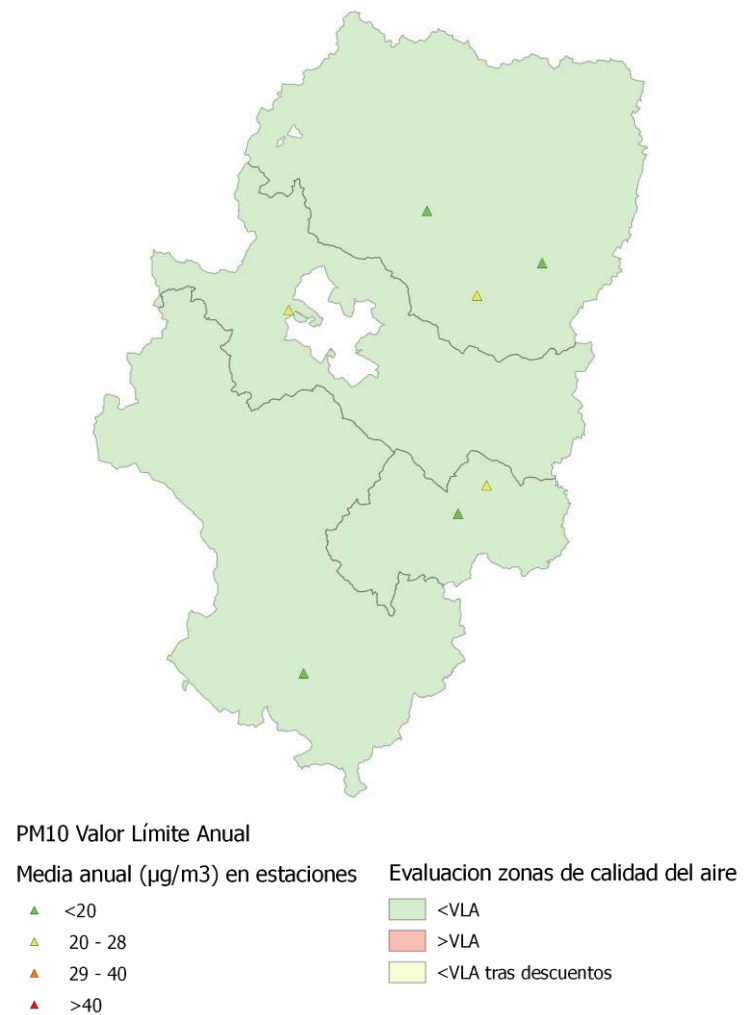 PM10 Valor Límite Anual
Media anual (µg/m3) en estaciones
<20
20 - 28
29 - 40
>40
Evaluacion zonas de calidad del aire
<VLA
>VLA
<VLA tras descuentos